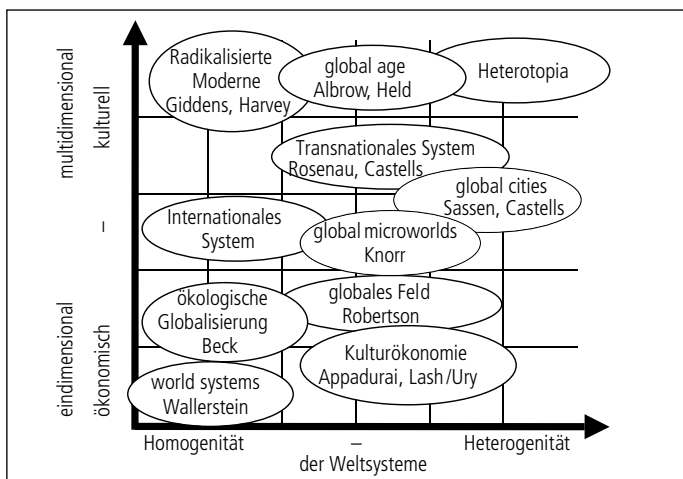 multidimensional – eindimensional
kulturell
ökonomisch
Radikalisierte
Moderne
Giddens, Harvey
global age
Albrow, Held
Heterotopia
Transnationales System
Rosenau, Castells
global cities
Sassen, Castells
Internationales
System
global microworlds
Knorr
ökologische
Globalisierung
Beck
globales Feld
Robertson
Kulturökonomie
Appadurai, Lash/Ury
world systems
Wallerstein
Homogenität – Heterogenität
der Weltsysteme